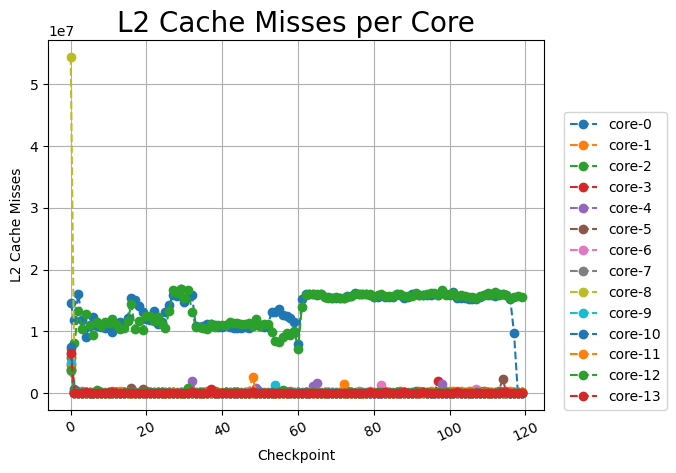 L2 Cache Misses per Core
1e7
5
4
3
2
1
0
L2 Cache Misses
0
20
40
60
80
100
120
Checkpoint
core-0
core-1
core-2
core-3
core-4
core-5
core-6
core-7
core-8
core-9
core-10
core-11
core-12
core-13